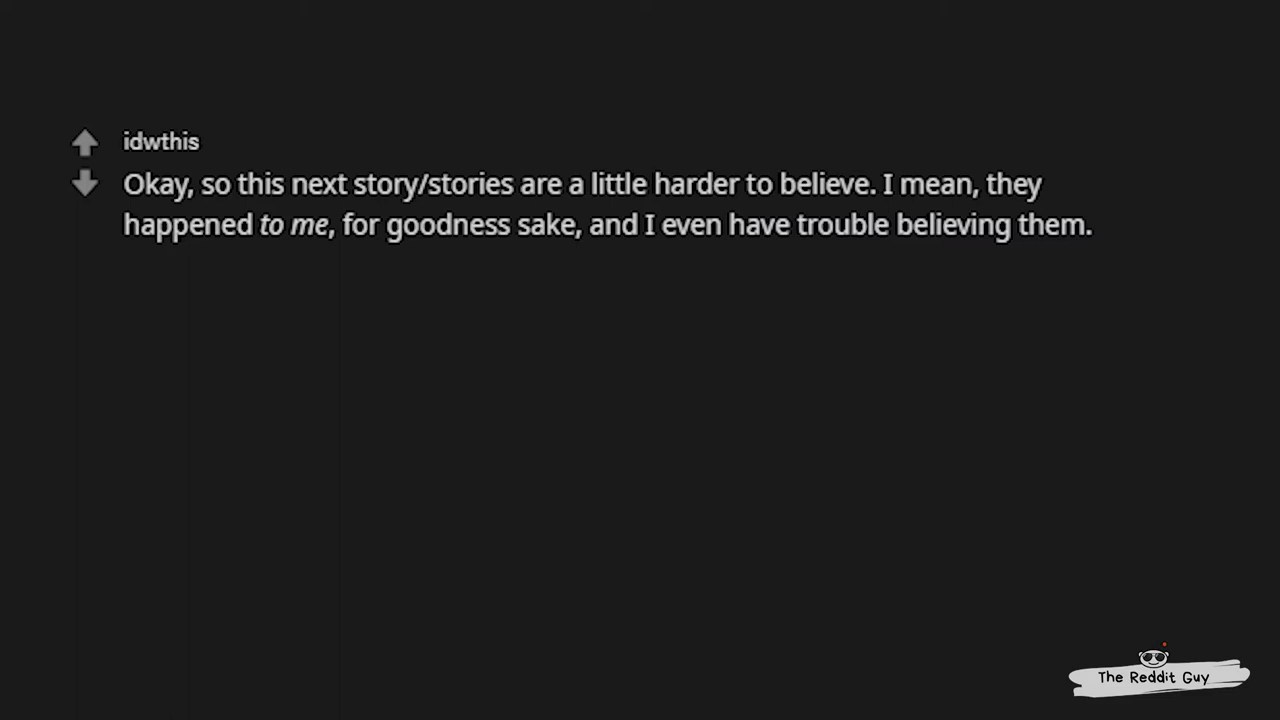 idwthis
Okay, so this next story/stories are a little harder to believe. I mean, they
happened to me, for goodness sake, and I even have trouble believing them.
The Reddit Guy